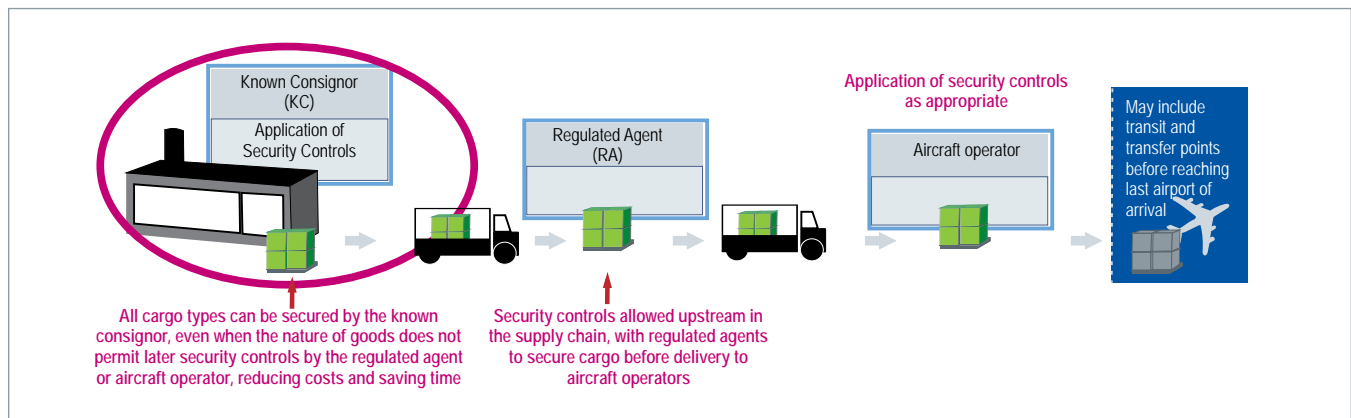 Known Consignor
(KC)
Application of
Security Controls
All cargo types can be secured by the known
consignor, even when the nature of goods does not
permit later security controls by the regulated agent
or aircraft operator, reducing costs and saving time
Regulated Agent
(RA)
Security controls allowed upstream in
the supply chain, with regulated agents
to secure cargo before delivery to
aircraft operators
Application of security controls
as appropriate
Aircraft operator
May include
transit and
transfer points
before reaching
last airport of
arrival